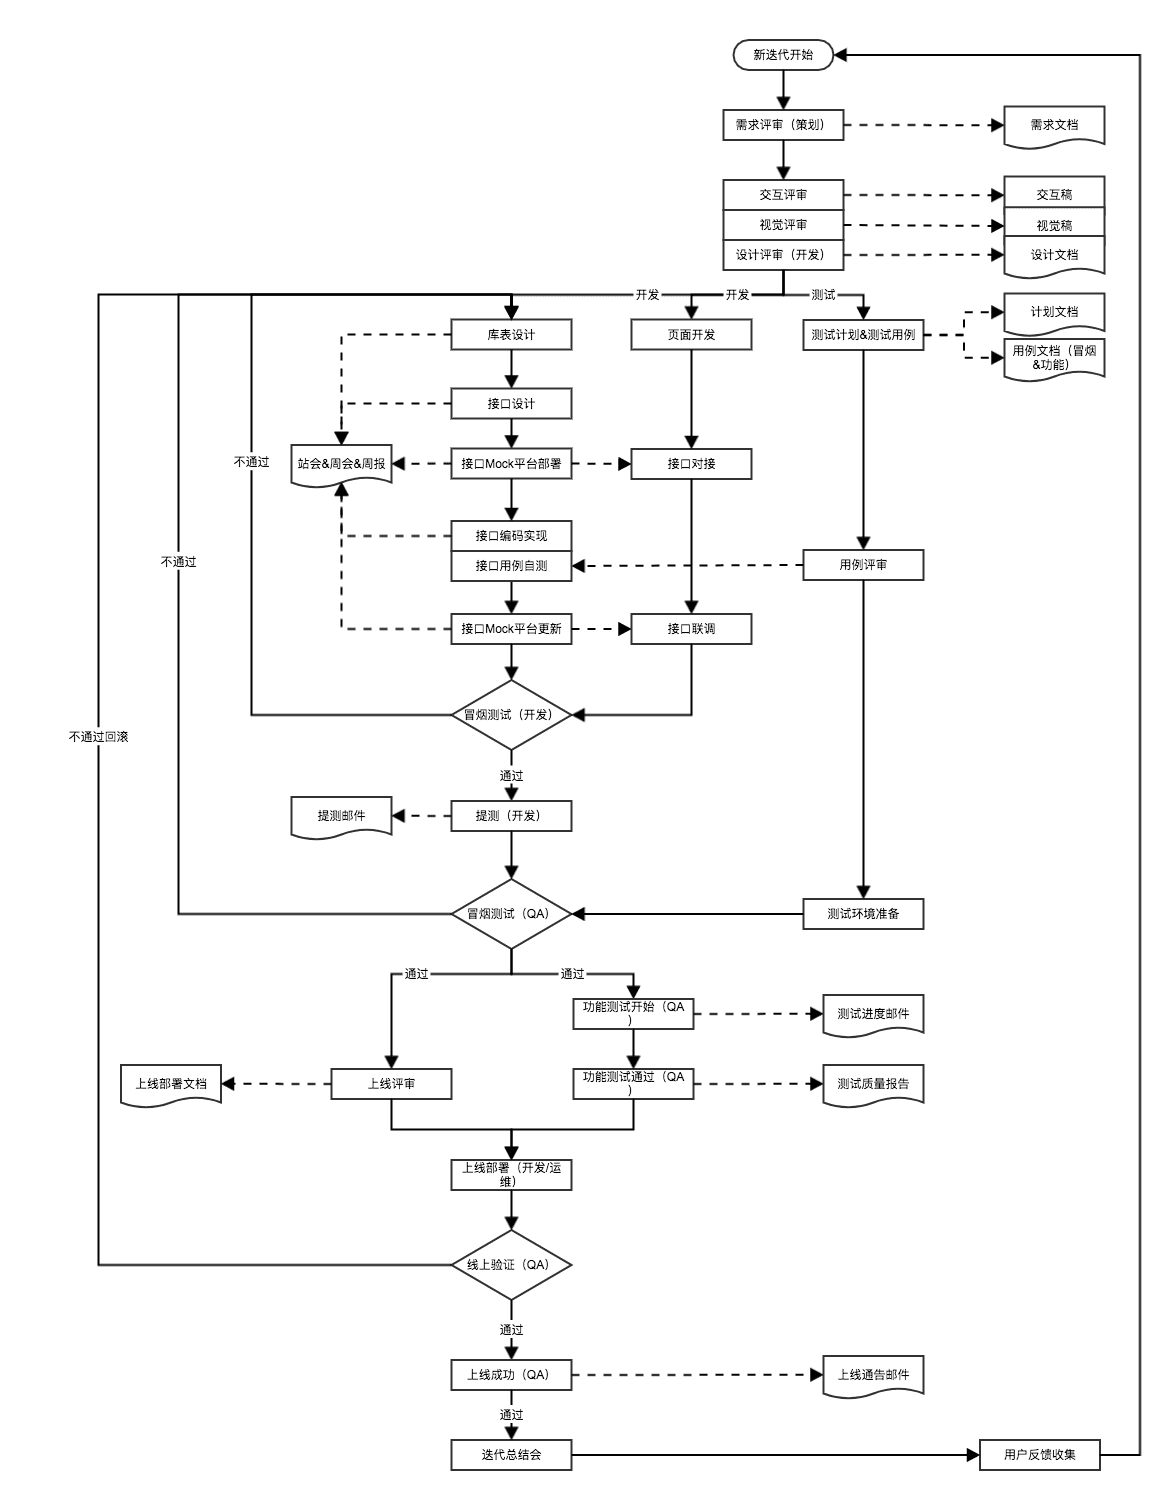 新迭代开始
需求评审（策划）
需求文档
交互评审
交互稿
视觉评审
视觉稿
设计评审（开发）
设计文档
开发
开发
测试
计划文档
库表设计
页面开发
测试计划&测试用例
用例文档（冒烟
&功能)
接口设计
不通过
站会&周会&周报
接口Mock平台部署
接口对接
接口编码实现
不通过
接口用例自测
用例评审
接口Mock平台更新
接口联调
冒烟测试（开发）
不通过回滚
通过
提测邮件
提测（开发）
冒烟测试（QA）
测试环境准备
通过
通过
功能测试开始（QA
）
测试进度邮件
上线部署文档
上线评审
功能测试通过（QA
）
测试质量报告
上线部署（开发/运
维）
线上验证（QA）
通过
上线成功（QA）
上线通告邮件
通过
迭代总结会
用户反馈收集